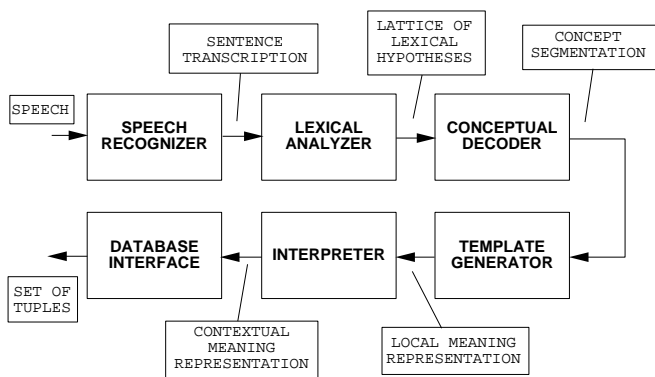 SENTENCE
TRANSCRIPTION
LATTICE OF
LEXICAL
HYPOTHESES
CONCEPT
SEGMENTATION
SPEECH
SPEECH
RECOGNIZER
LEXICAL
ANALYZER
CONCEPTUAL
DECODER
DATABASE
INTERFACE
INTERPRETER
TEMPLATE
GENERATOR
SET OF
TUPLES
CONTEXTUAL
MEANING
REPRESENTATION
LOCAL MEANING
REPRESENTATION